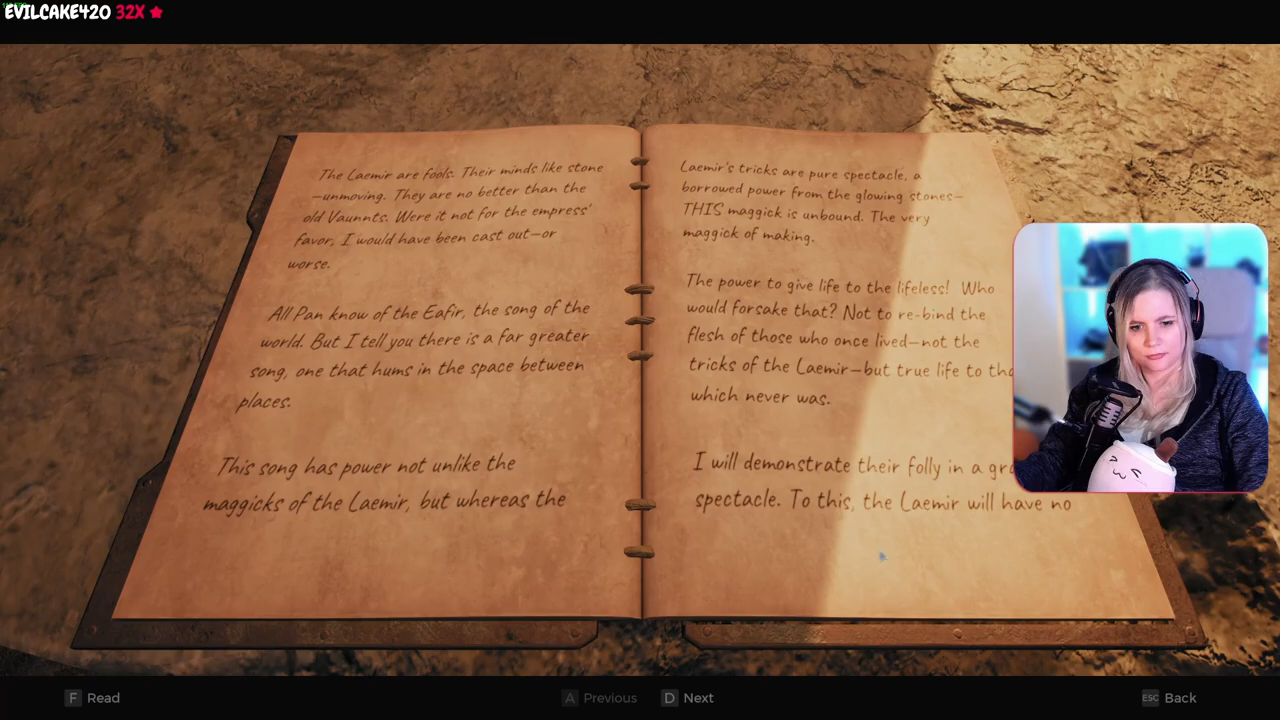 EVILCAKE420 32X
The Laemir are fools. Their minds like stone
—unmoving. They are no better than the
old Vaunnts. Were it not for the empress'
favor, I would have been cast out—or
worse.
All Pan know of the Eafir, the song of the
world. But I tell you there is a far greater
song, one that hums in the space between
places.
This song has power not unlike the
maggicks of the Laemir, but whereas the
Laemir's tricks are pure spectacle, a
borrowed power from the glowing stones—
THIS maggick is unbound. The very
maggick of making.
The power to give life to the lifeless! Who
would forsake that? Not to re-bind the
flesh of those who once lived—not the
tricks of the Laemir—but true life to
which never was.
I will demonstrate their folly in a
spectacle. To this, the Laemir will have no
F Read
A Previous
D Next
ESC Back